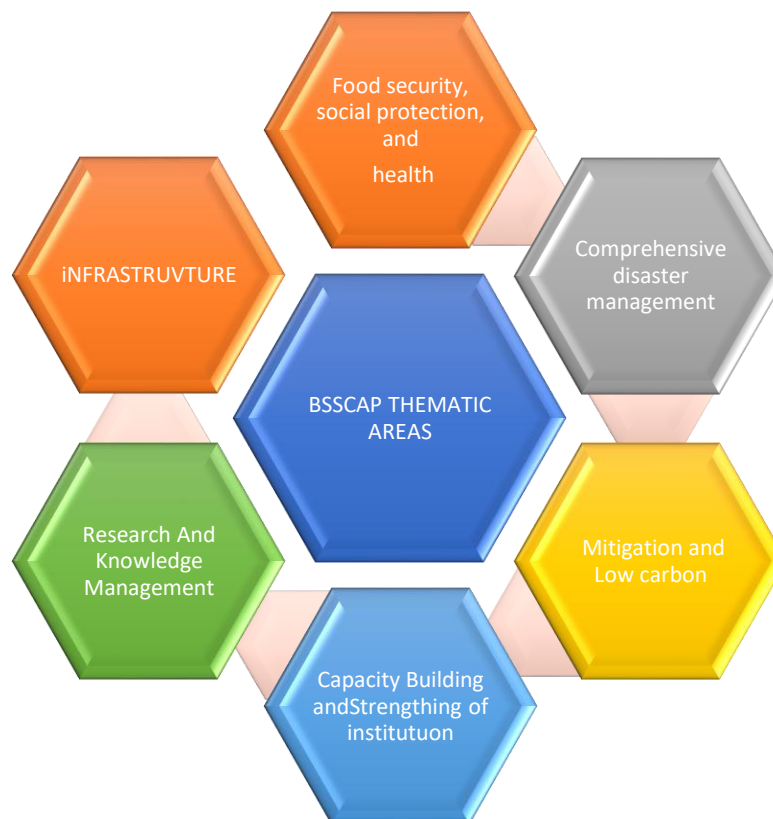 Food security,
social protection,
and
health
Comprehensive
disaster
management
iNFRASTRUVTURE
BSSCAP THEMATIC
AREAS
Research And
Knowledge
Management
Mitigation and
Low carbon
Capacity Building
andStrengthing of
institutuon